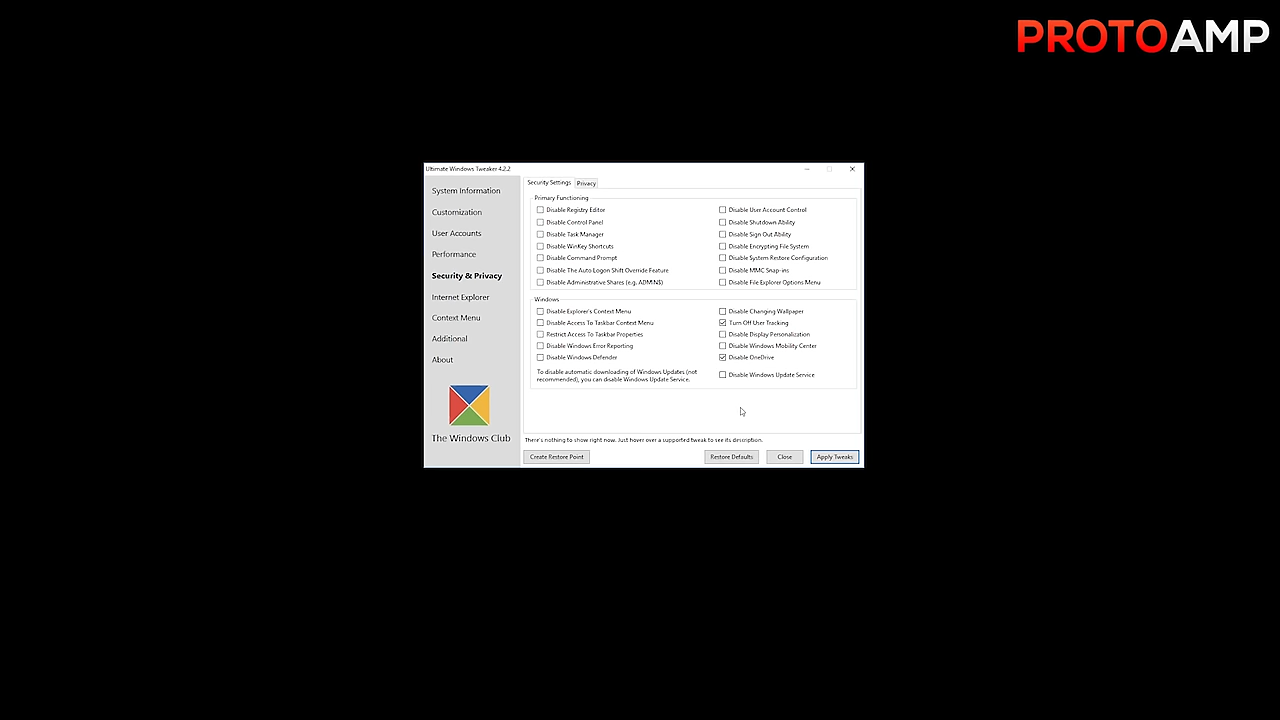 PROTOAMP
Ultimate Windows Tweaker 4.2.2
System Information
Customization
User Accounts
Performance
Security & Privacy
Internet Explorer
Context Menu
Additional
About
The Windows Club
Security Settings
Privacy
Primary Functioning
Disable Registry Editor
Disable Control Panel
Disable Task Manager
Disable WinKey Shortcuts
Disable Command Prompt
Disable The Auto Logon Shift Override Feature
Disable Administrative Shares (e.g. ADMIN$)
Disable User Account Control
Disable Shutdown Ability
Disable Sign Out Ability
Disable Encrypting File System
Disable System Restore Configuration
Disable MMC Snap-ins
Disable File Explorer Options Menu
Windows
Disable Explorer's Context Menu
Disable Access To Taskbar Context Menu
Restrict Access To Taskbar Properties
Disable Windows Error Reporting
Disable Windows Defender
To disable automatic downloading of Windows Updates (not
recommended), you can disable Windows Update Service.
Disable Changing Wallpaper
Turn Off User Tracking
Disable Display Personalization
Disable Windows Mobility Center
Disable OneDrive
Disable Windows Update Service
There's nothing to show right now. Just hover over a supported tweak to see its description.
Create Restore Point
Restore Defaults
Close
Apply Tweaks